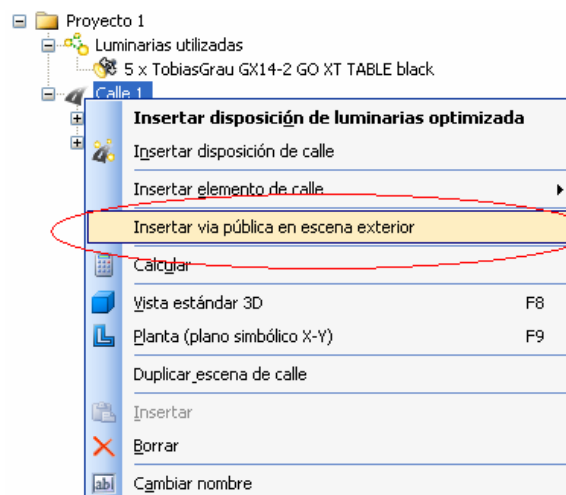 Proyecto 1
Luminarias utilizadas
5 x TobiasGrau GX14-2 GO XT TABLE black
Calle 1
Insertar disposición de luminarias optimizada
Insertar disposición de calle
Insertar elemento de calle
Insertar via pública en escena exterior
Calcular
Vista estándar 3D F8
Planta (plano simbólico X-Y) F9
Duplicar escena de calle
Insertar
Borrar
abl Cambiar nombre